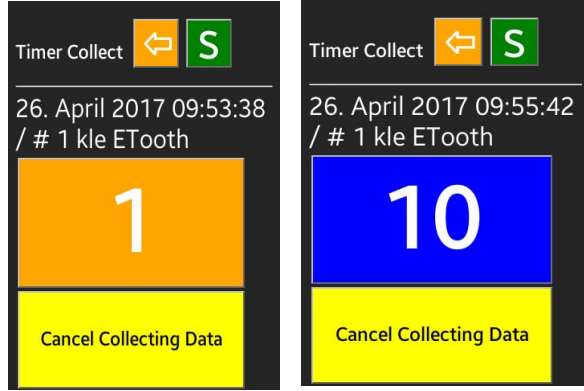 Timer Collect S
26. April 2017 09:53:38
/ # 1 kle ETooth
1
Cancel Collecting Data
Timer Collect S
26. April 2017 09:55:42
/ # 1 kle ETooth
10
Cancel Collecting Data